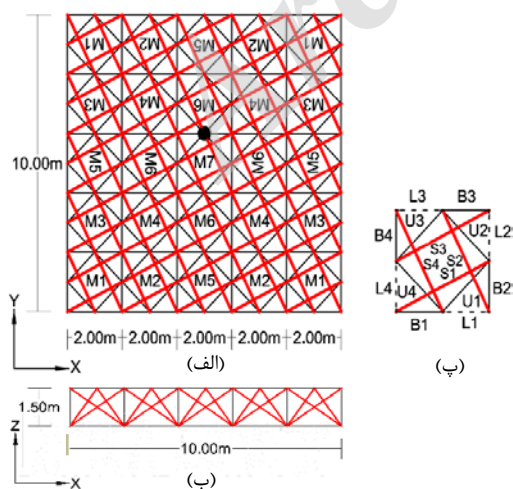 M1 M2 M5 M2 M1
M3 M4 M6 M4 M3
M5 M6 M7 M6 M5
M3 M4 M6 M4 M3
M1 M2 M5 M2 M1
10.00m
Y
2.00m 2.00m 2.00m 2.00m 2.00m
X
(الف)
L3 B3
U3
B4 U2 L2
S3
S4 S2
S1
L4 U4 U1 B2
B1 L1
(پ)
1.50m
Z
10.00m
X
(ب)